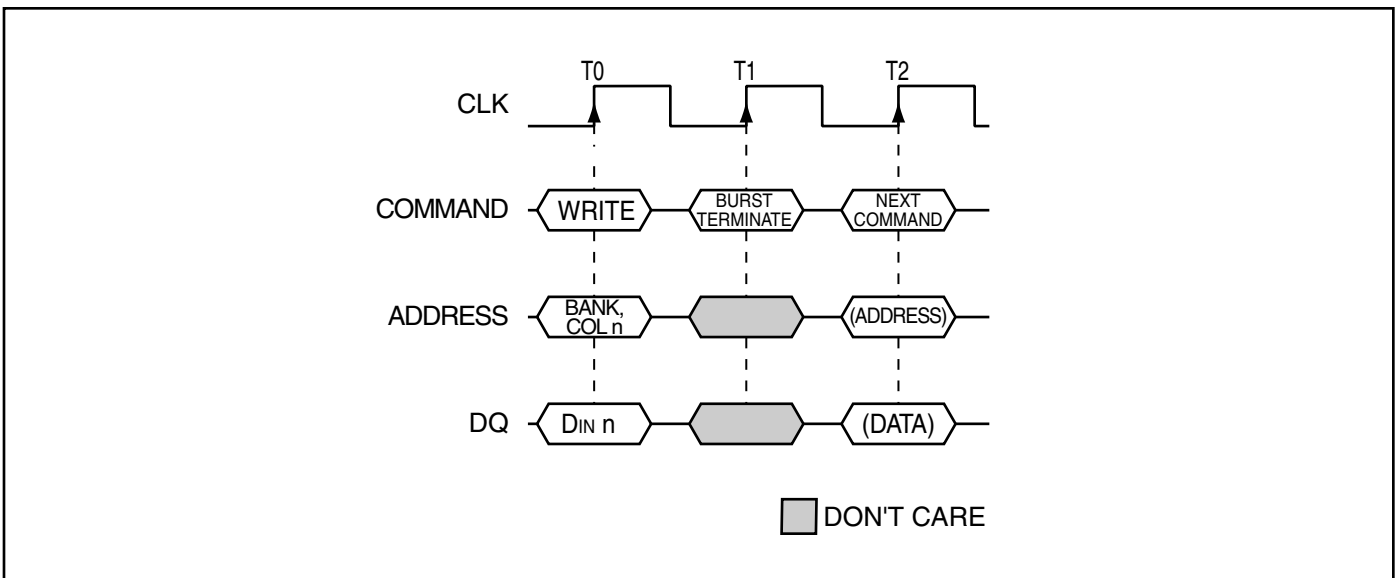 T0 T1 T2
CLK
COMMAND WRITE BURST TERMINATE NEXT COMMAND
ADDRESS BANK, COL n (ADDRESS)
DQ DIN n (DATA)
DON'T CARE